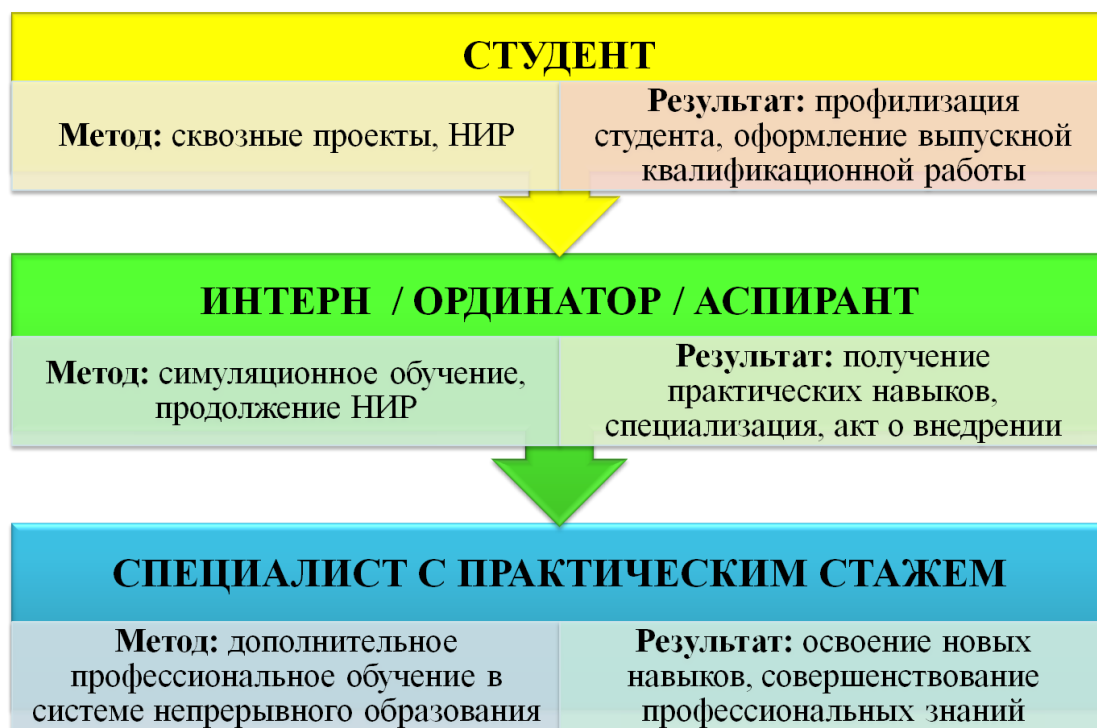 СТУДЕНТ
Метод: сквозные проекты, НИР
Результат: профилизация
студента, оформление выпускной
квалификационной работы
ИНТЕРН / ОРДИНАТОР / АСПИРАНТ
Метод: симуляционное обучение,
продолжение НИР
Результат: получение
практических навыков,
специализация, акт о внедрении
СПЕЦИАЛИСТ С ПРАКТИЧЕСКИМ СТАЖЕМ
Метод: дополнительное
профессиональное обучение в
системе непрерывного образования
Результат: освоение новых
навыков, совершенствование
профессиональных знаний